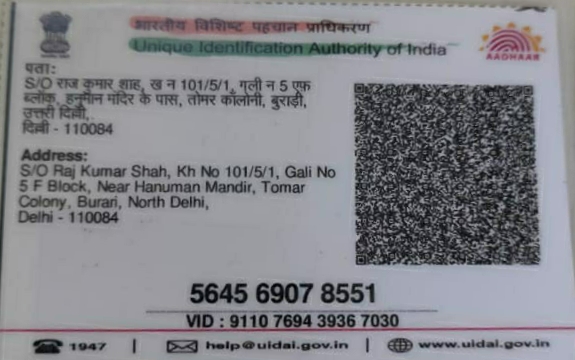 भारतीय विशिष्ट पहचान प्राधिकरण
Unique Identification Authority of India
AADHAAR
पता:
S/O राज कुमार शाह, ख न 101/5/1, गली न 5 एफ
ब्लॉक, हनुमान मंदिर के पास, तोमर कॉलोनी, बुराड़ी,
उत्तरी दिल्ली,
दिल्ली - 110084
Address:
S/O Raj Kumar Shah, Kh No 101/5/1, Gali No
5 F Block, Near Hanuman Mandir, Tomar
Colony, Burari, North Delhi,
Delhi - 110084
5645 6907 8551
VID : 9110 7694 3936 7030
1947 | help@uidai.gov.in | www.uidai.gov.in